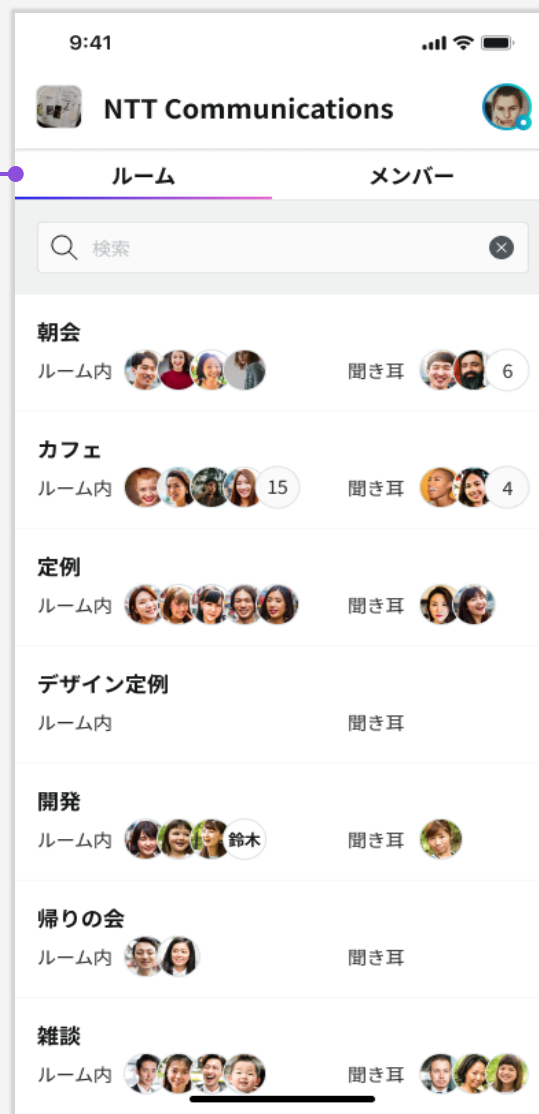 9:41
NTT Communications
ルーム メンバー
検索
朝会
ルーム内 聞き耳 6
カフェ
ルーム内 15 聞き耳 4
定例
ルーム内 聞き耳
デザイン定例
ルーム内 聞き耳
開発
ルーム内 鈴木 聞き耳
帰りの会
ルーム内 聞き耳
雑談
ルーム内 聞き耳